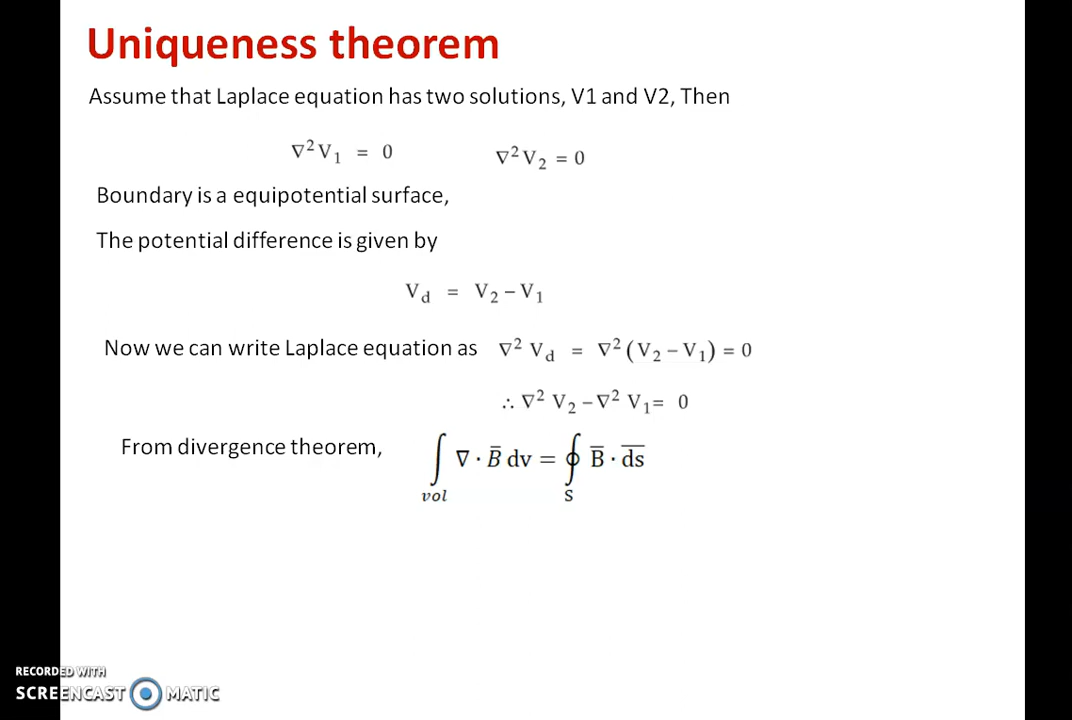 Uniqueness theorem
Assume that Laplace equation has two solutions, V1 and V2, Then
∇²V₁ = 0 ∇²V₂ = 0
Boundary is a equipotential surface,
The potential difference is given by
V_d = V₂ – V₁
Now we can write Laplace equation as ∇² V_d = ∇² (V₂ – V₁) = 0
∴ ∇² V₂ – ∇² V₁ = 0
From divergence theorem, ∫_vol ∇ · B̅ dv = ∮_S B̅ · d̅s̅
RECORDED WITH
SCREENCAST MATIC